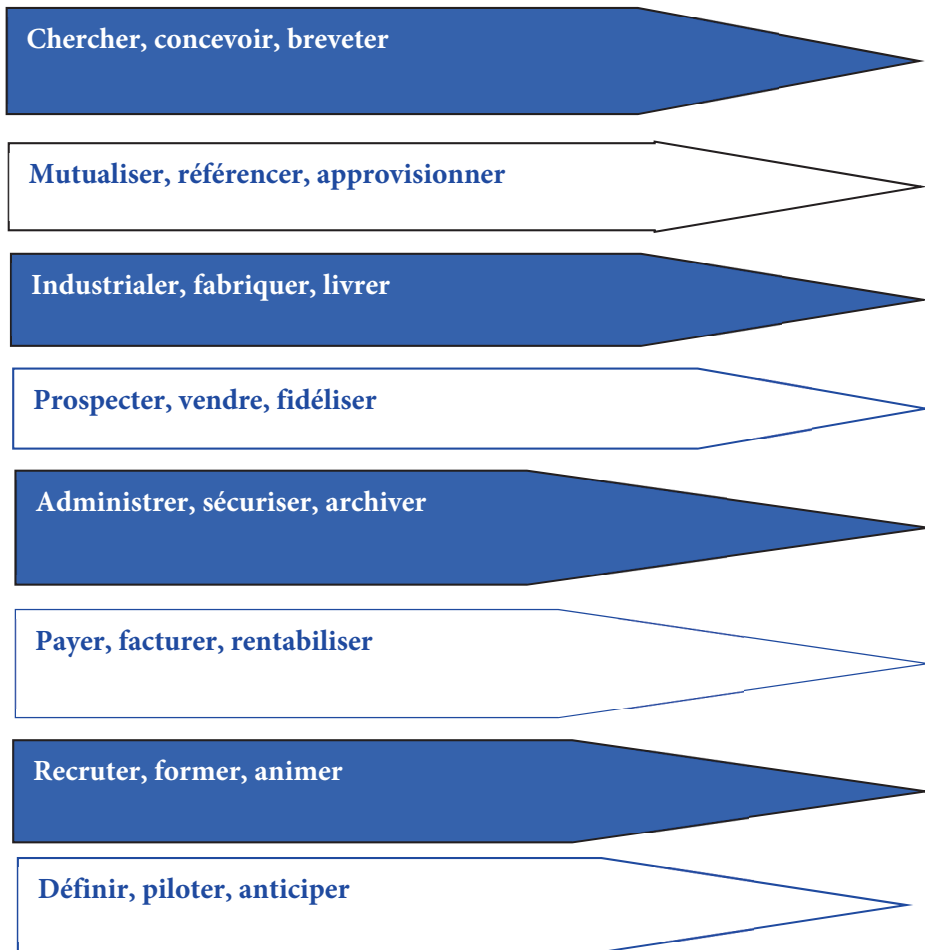 Chercher, concevoir, breveter
Mutualiser, référencer, approvisionner
Industrialer, fabriquer, livrer
Prospecter, vendre, fidéliser
Administrer, sécuriser, archiver
Payer, facturer, rentabiliser
Recruter, former, animer
Définir, piloter, anticiper